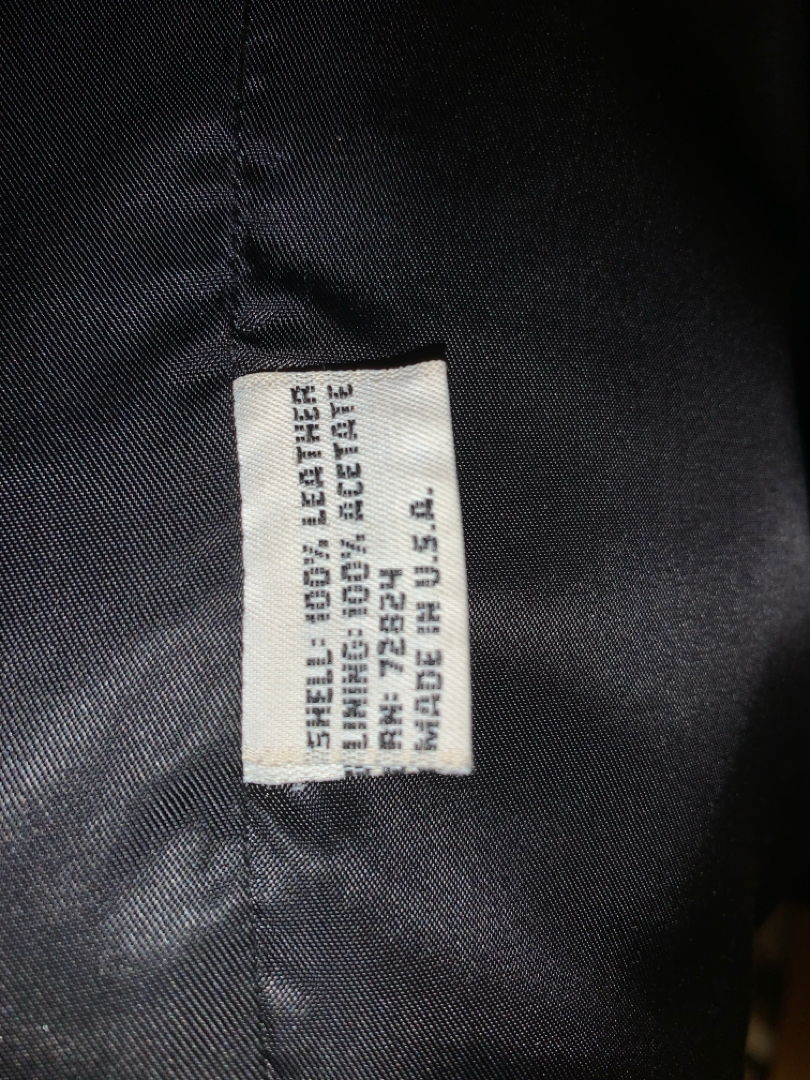 SHELL: 100% LEATHER
LINING: 100% ACETATE
RN: 72824
MADE IN U.S.A.